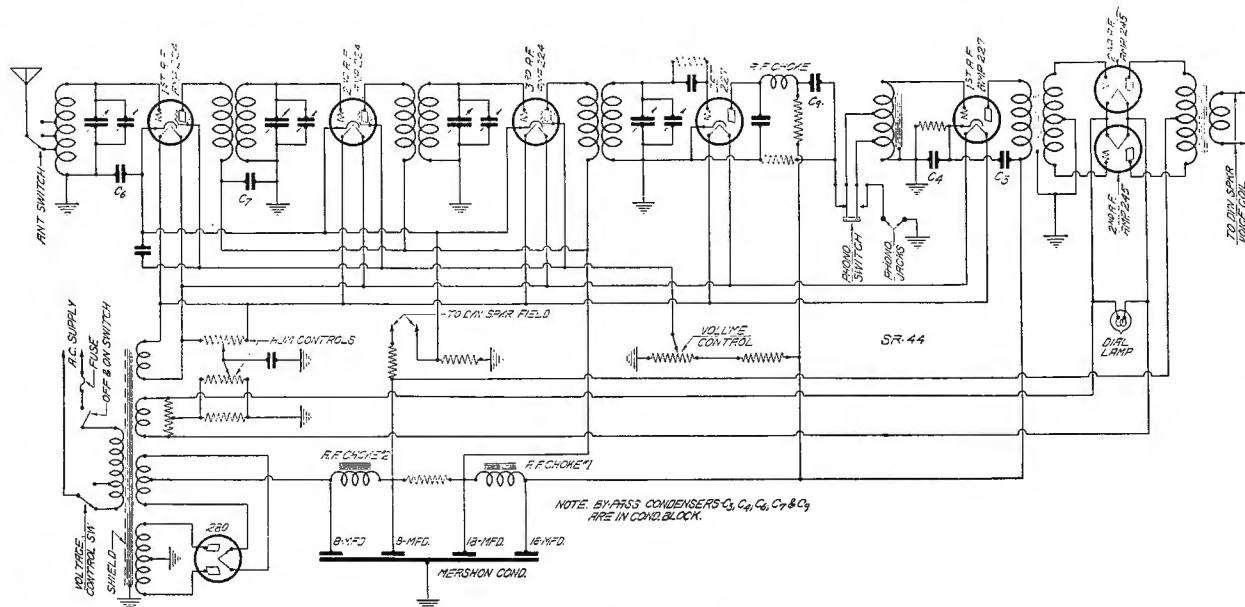 ANT SWITCH
C6
1ST. R.F.
AMP 224
C7
2ND R.F.
AMP 224
3RD R.F.
AMP 224
DET.
227
R.F. CHOKE
C9
PHONO.
SWITCH
PHONO.
JACKS
1ST. R.F.
AMP 227
C4
C3
2ND R.F.
AMP 245
2ND R.F.
AMP 245
TO DYN SPKR
VOICE COIL
A.C. SUPPLY
FUSE
OFF & ON SWITCH
HUM CONTROLS
TO DYN SPKR FIELD
VOLUME
CONTROL
SR-44
DIAL
LAMP
R.F. CHOKE #2
R.F. CHOKE #1
NOTE. BY-PASS CONDENSERS-C3, C4, C6, C7 & C9
ARE IN COND. BLOCK.
VOLTAGE
CONTROL SW
SHIELD
280
8-MFD
9-MFD.
18-MFD.
18-MFD.
MERSHON COND.